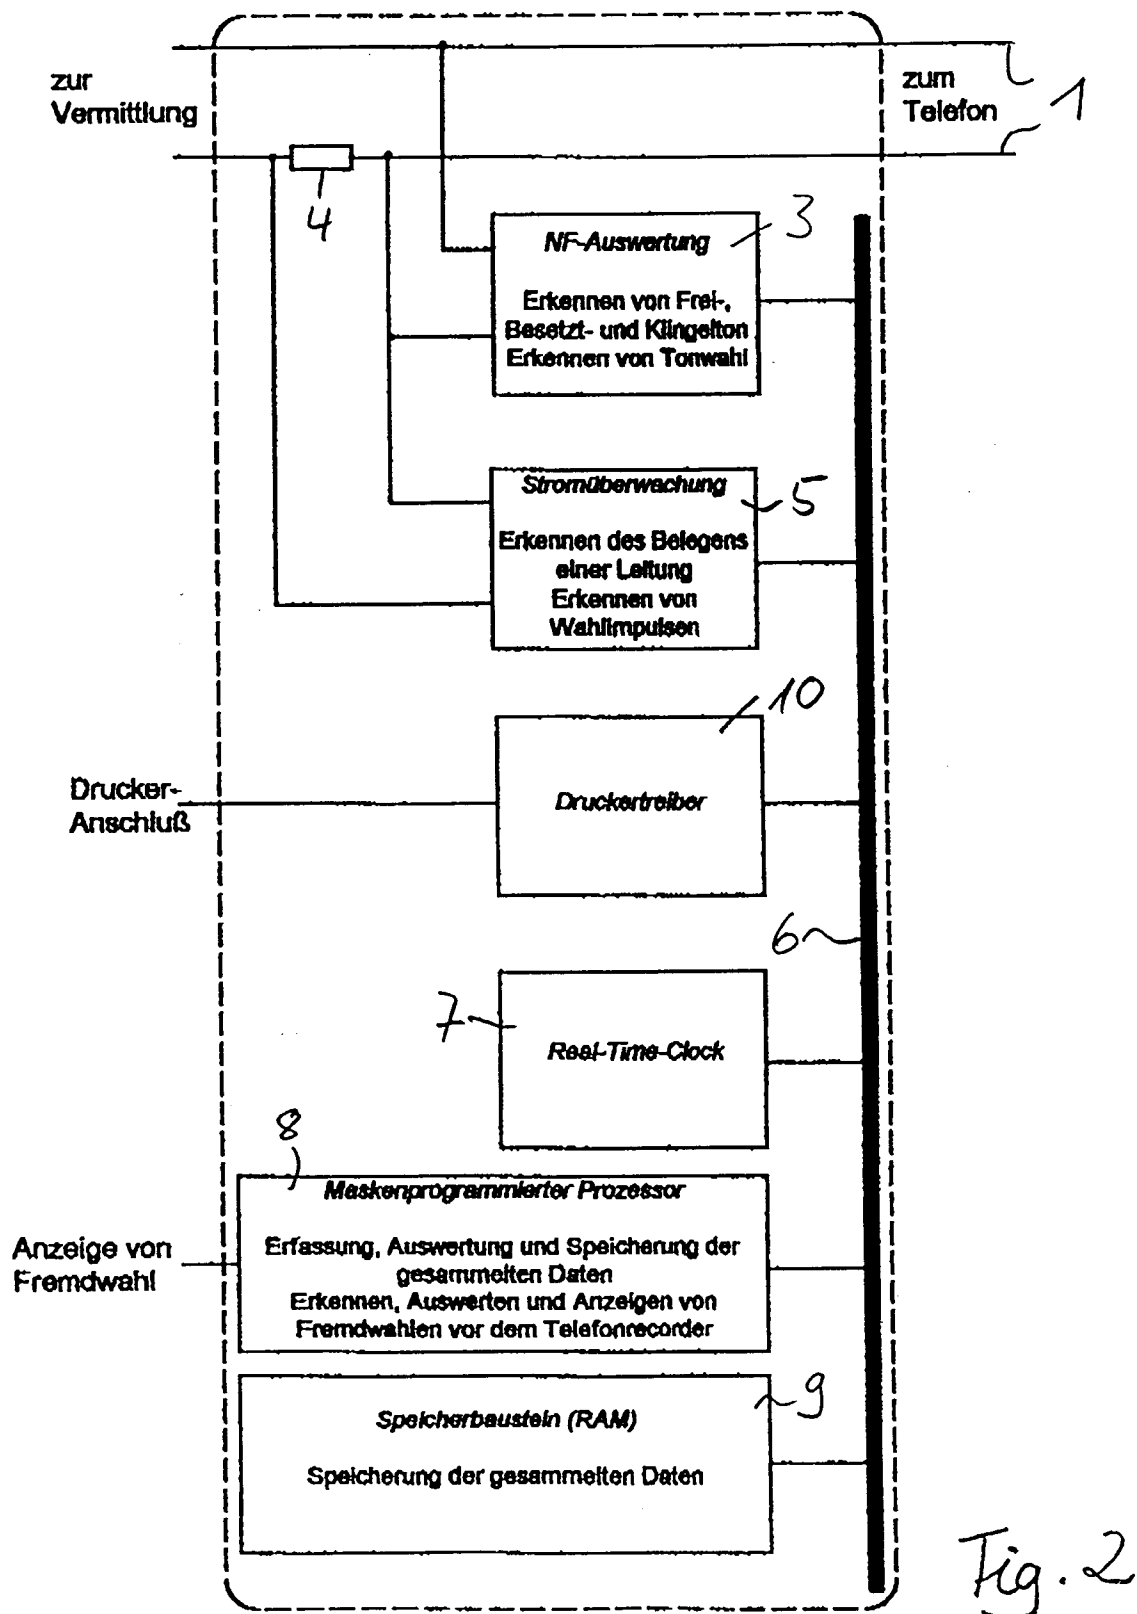 zur
Vermittlung
zum
Telefon
1
4
NF-Auswertung
3
Erkennen von Frei-,
Besetzt- und Klingelton
Erkennen von Tonwahl
Stromüberwachung
5
Erkennen des Belegens
einer Leitung
Erkennen von
Wahlimpulsen
10
Drucker-
Anschluß
Druckertreiber
6
7
Real-Time-Clock
8
Maskenprogrammierter Prozessor
Anzeige von
Fremdwahl
Erfassung, Auswertung und Speicherung der
gesammelten Daten
Erkennen, Auswerten und Anzeigen von
Fremdwahlen vor dem Telefonrecorder
9
Speicherbaustein (RAM)
Speicherung der gesammelten Daten
Fig. 2